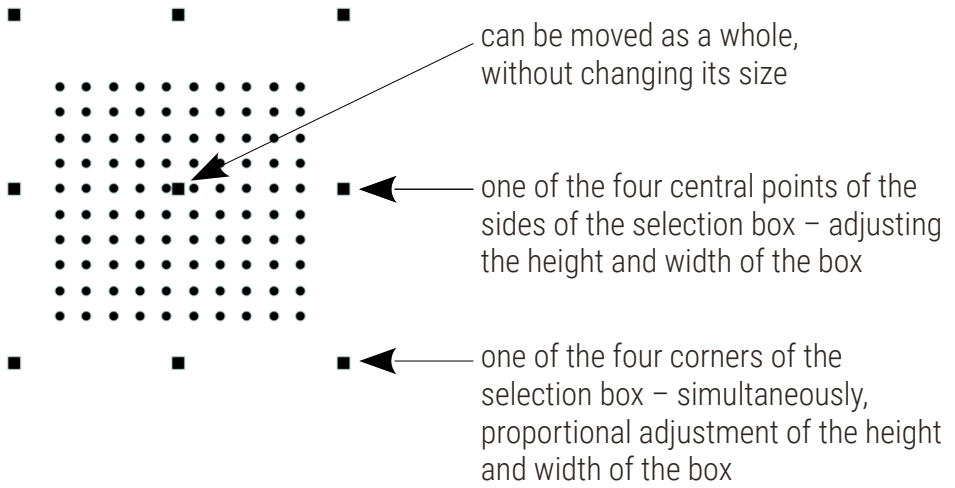 can be moved as a whole,
without changing its size
one of the four central points of the
sides of the selection box – adjusting
the height and width of the box
one of the four corners of the
selection box – simultaneously,
proportional adjustment of the height
and width of the box